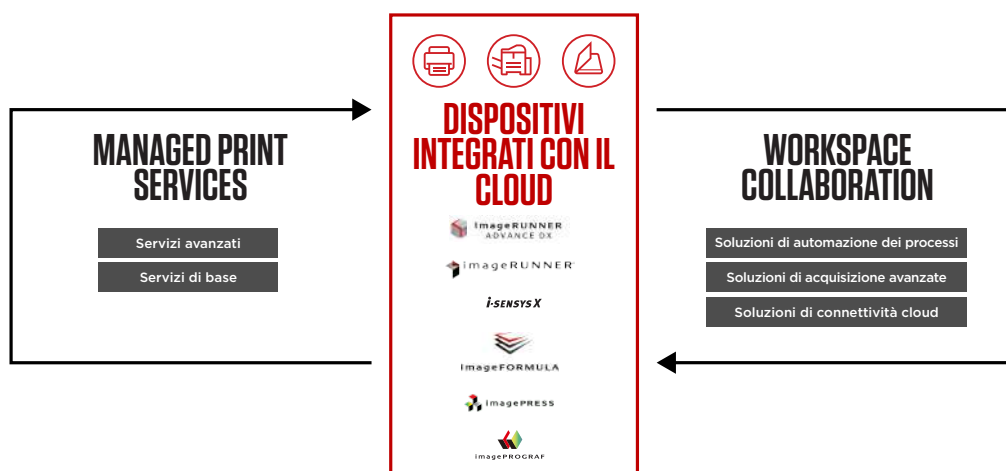 MANAGED PRINT
SERVICES
Servizi avanzati
Servizi di base
DISPOSITIVI
INTEGRATI CON IL
CLOUD
imageRUNNER
ADVANCE DX
imageRUNNER
i-SENSYS X
imageFORMULA
imagePRESS
imagePROGRAF
WORKSPACE
COLLABORATION
Soluzioni di automazione dei processi
Soluzioni di acquisizione avanzate
Soluzioni di connettività cloud